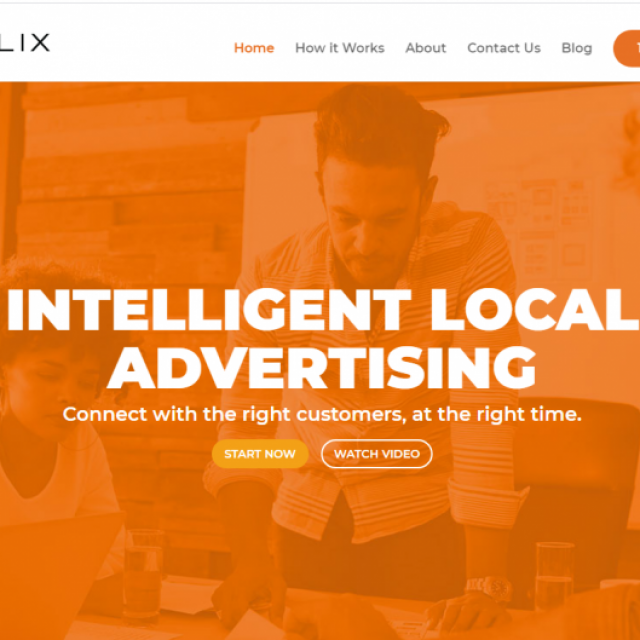 LIX
Home How it Works About Contact Us Blog
INTELLIGENT LOCAL
ADVERTISING
Connect with the right customers, at the right time.
START NOW WATCH VIDEO